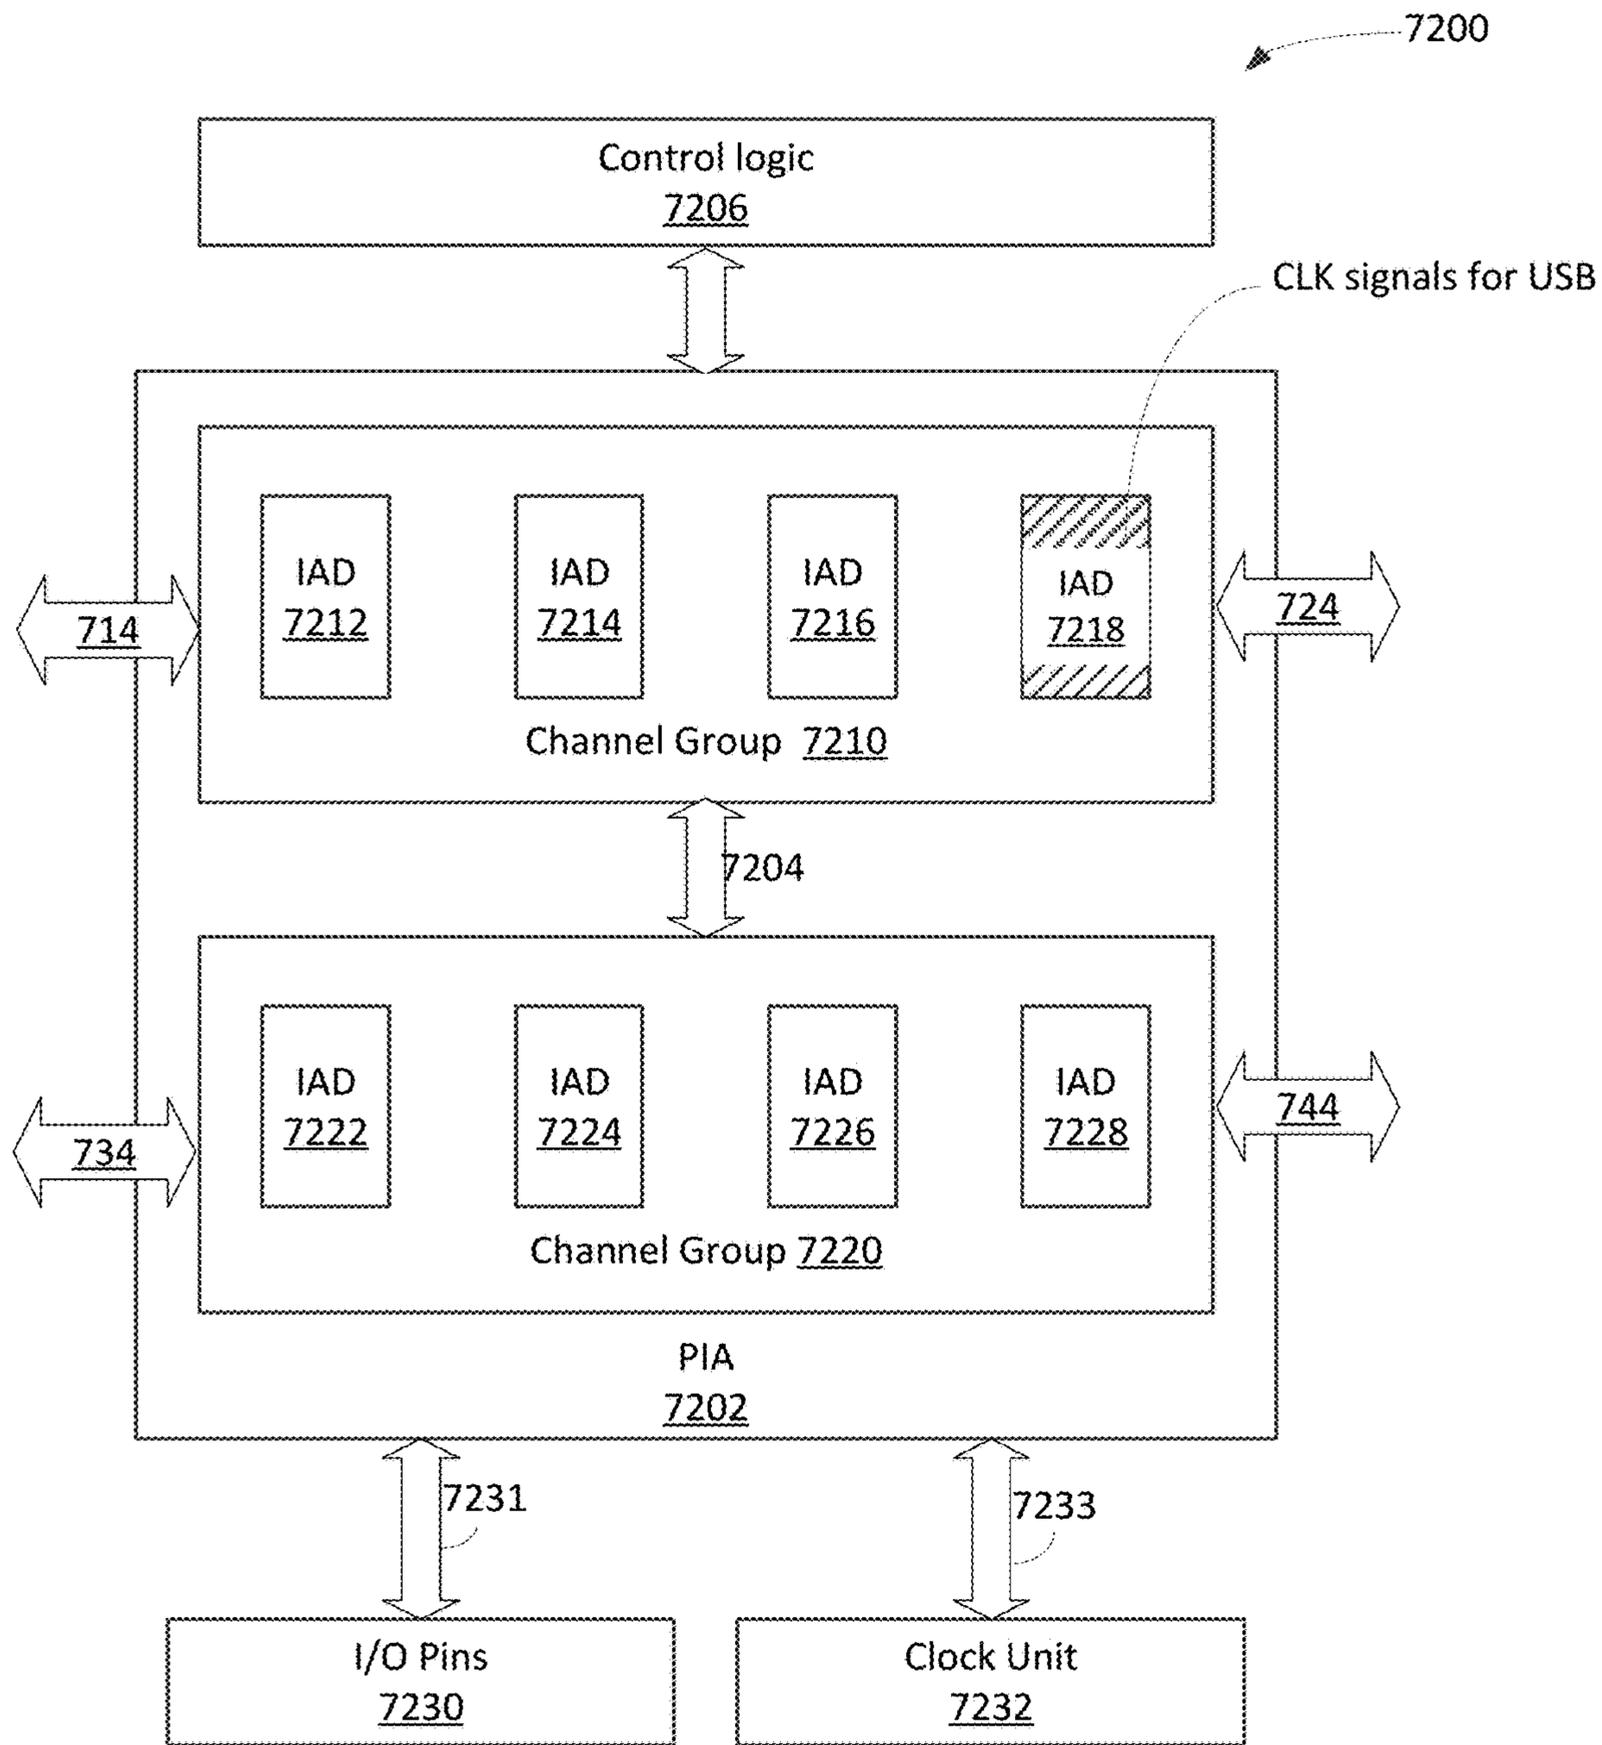 7200
Control logic
7206
CLK signals for USB
IAD
7212
IAD
7214
IAD
7216
IAD
7218
714
724
Channel Group 7210
7204
IAD
7222
IAD
7224
IAD
7226
IAD
7228
734
744
Channel Group 7220
PIA
7202
7231
7233
I/O Pins
7230
Clock Unit
7232